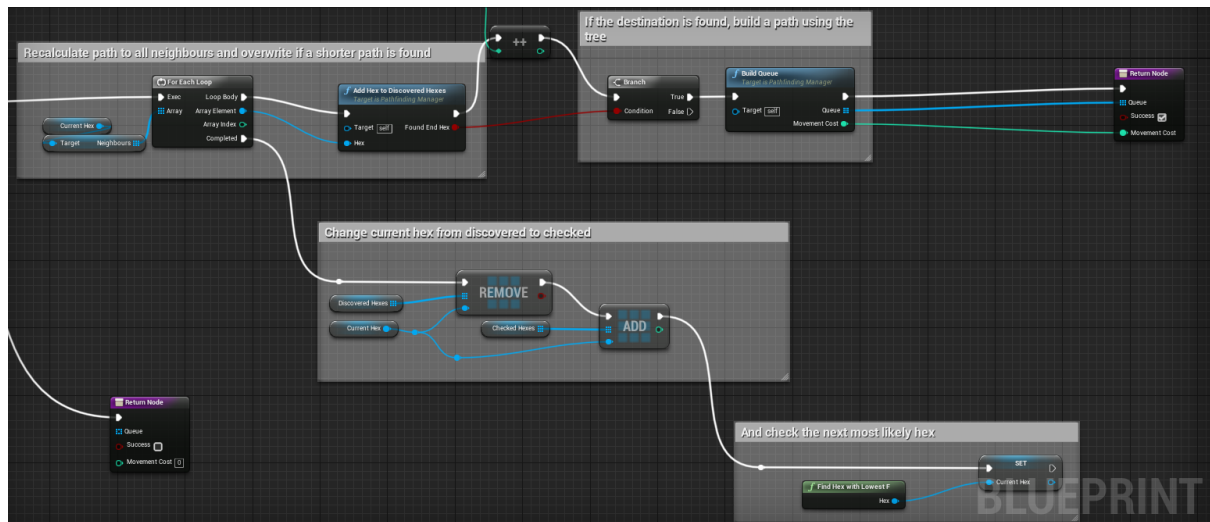 Recalculate path to all neighbours and overwrite if a shorter path is found
For Each Loop
Exec
Loop Body
Array
Array Element
Array Index
Completed
Current Hex
Target
Neighbours
Add Hex to Discovered Hexes
Target is Pathfinding Manager
Target
self
Found End Hex
Hex
++
If the destination is found, build a path using the
tree
Branch
True
Condition
False
Build Queue
Target is Pathfinding Manager
Target
self
Queue
Movement Cost
Return Node
Queue
Success
Movement Cost
Change current hex from discovered to checked
Discovered Hexes
Current Hex
REMOVE
Checked Hexes
ADD
Return Node
Queue
Success
Movement Cost
0
And check the next most likely hex
Find Hex with Lowest F
Hex
SET
Current Hex
BLUEPRINT